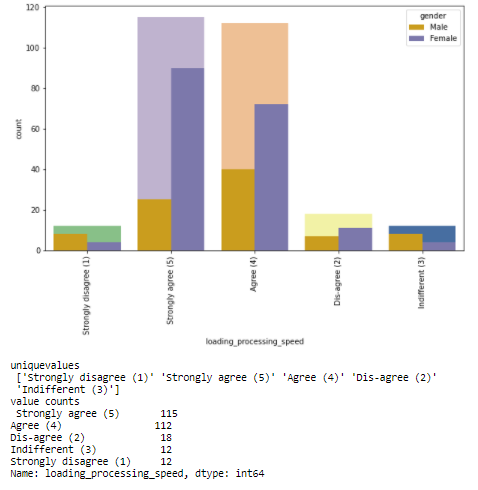 120
100
80
60
40
20
0
count
gender
Male
Female
Strongly disagree (1)
Strongly agree (5)
Agree (4)
Dis-agree (2)
Indifferent (3)
loading_processing_speed
uniquevalues
['Strongly disagree (1)' 'Strongly agree (5)' 'Agree (4)' 'Dis-agree (2)'
'Indifferent (3)']
value counts
Strongly agree (5) 115
Agree (4) 112
Dis-agree (2) 18
Indifferent (3) 12
Strongly disagree (1) 12
Name: loading_processing_speed, dtype: int64